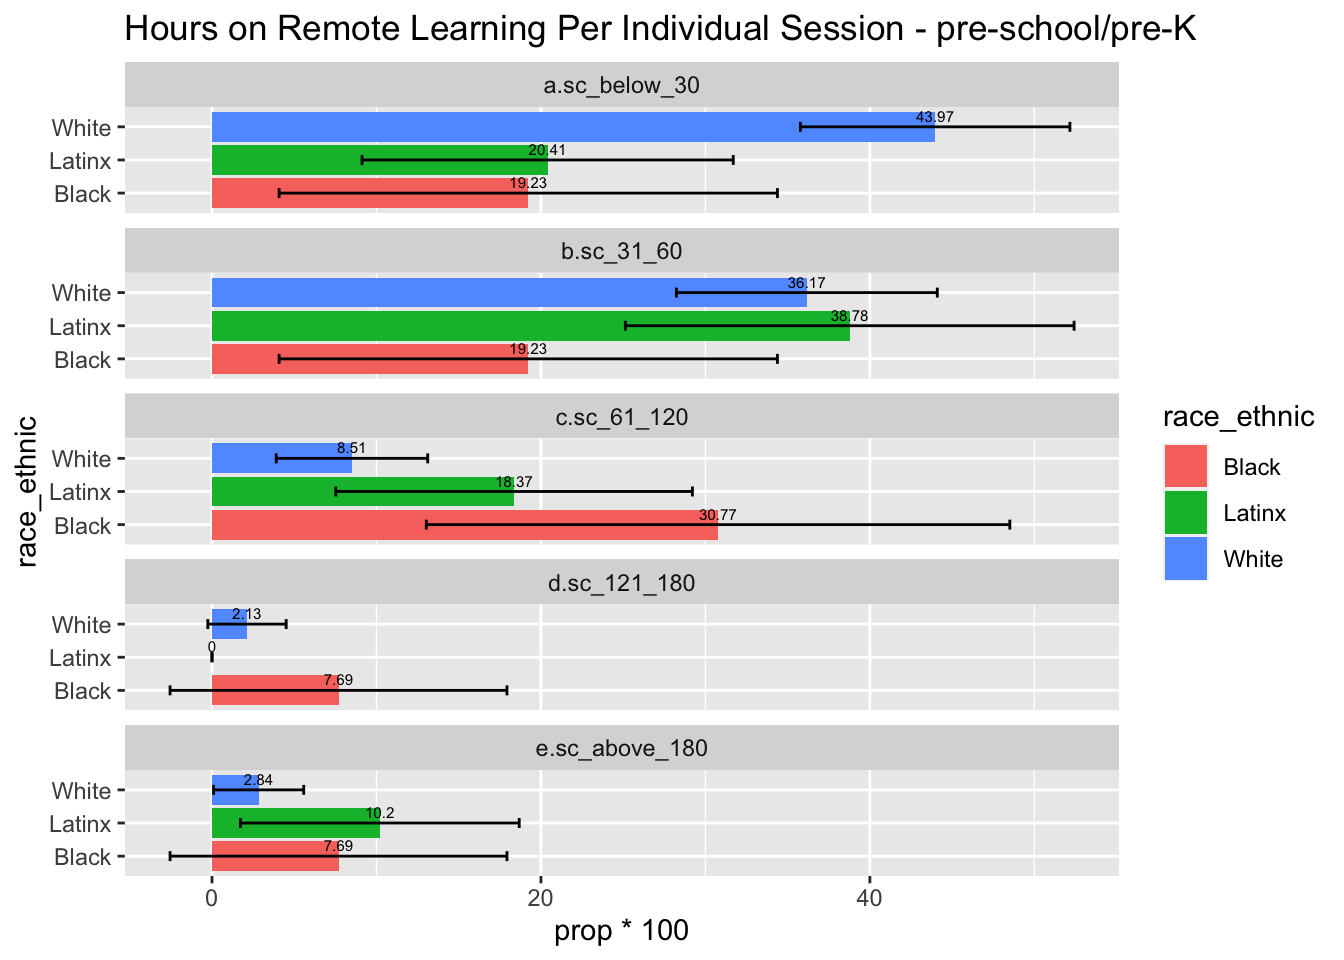 Hours on Remote Learning Per Individual Session - pre-school/pre-K
a.sc_below_30
White
43.97
Latinx
20.41
Black
19.23
b.sc_31_60
White
36.17
Latinx
38.78
Black
19.23
c.sc_61_120
White
8.51
Latinx
18.37
Black
30.77
d.sc_121_180
White
2.13
Latinx
0
Black
7.69
e.sc_above_180
White
2.84
Latinx
10.2
Black
7.69
0 20 40
prop * 100
race_ethnic
race_ethnic
Black
Latinx
White